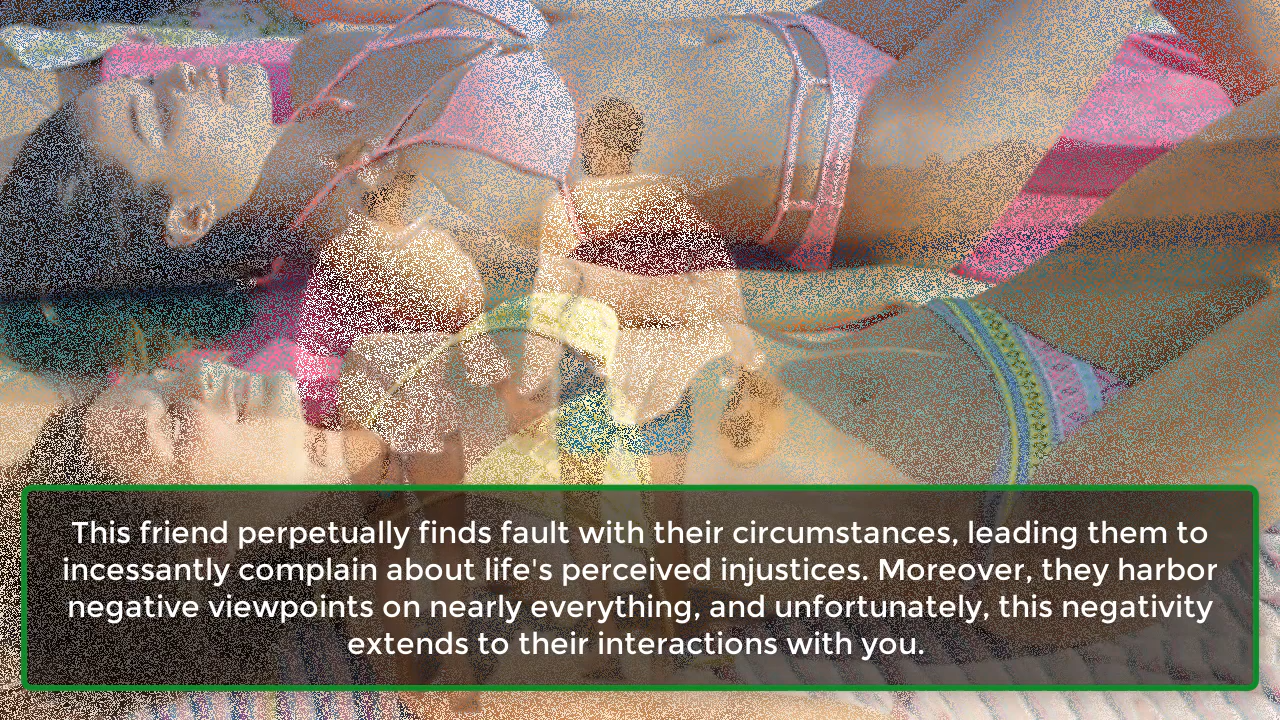 This friend perpetually finds fault with their circumstances, leading them to
incessantly complain about life's perceived injustices. Moreover, they harbor
negative viewpoints on nearly everything, and unfortunately, this negativity
extends to their interactions with you.